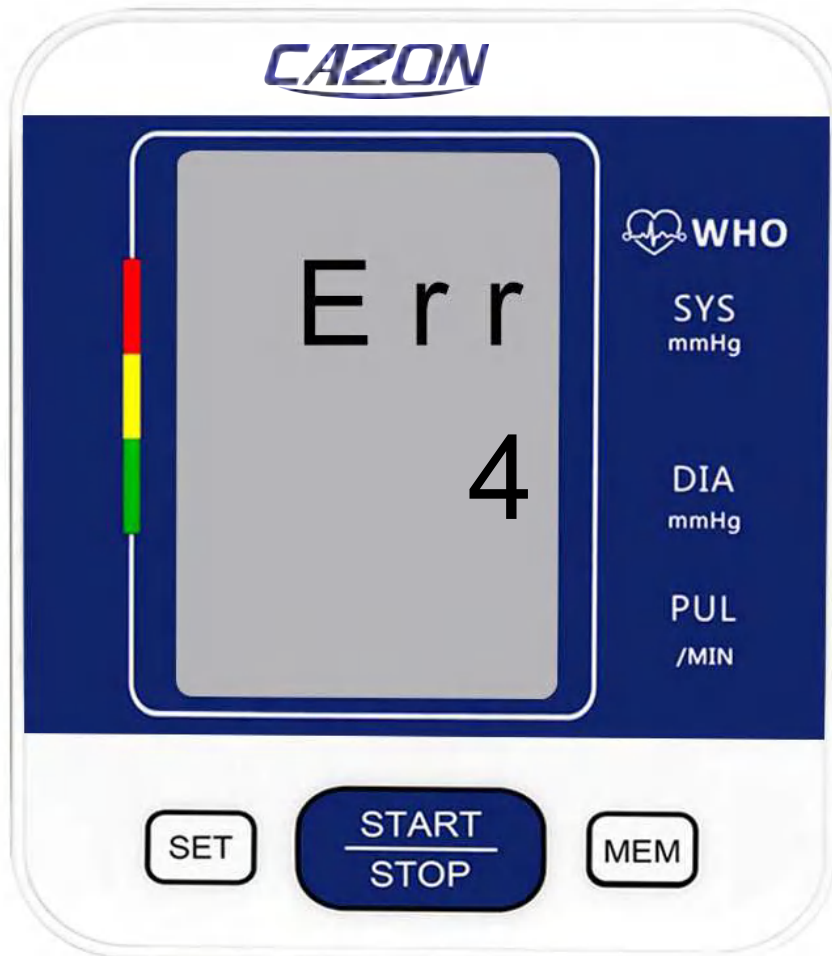 CAZON
Err
4
WHO
SYS
mmHg
DIA
mmHg
PUL
/MIN
SET
START
STOP
MEM